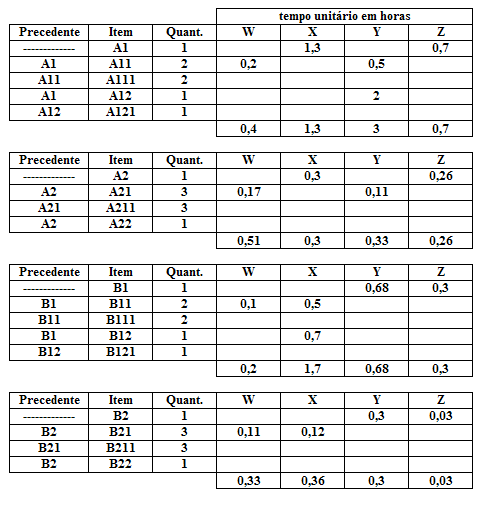 tempo unitário em horas
Precedente Item Quant. W X Y Z
------------- A1 1 1,3 0,7
A1 A11 2 0,2 0,5
A11 A111 2
A1 A12 1 2
A12 A121 1
0,4 1,3 3 0,7
Precedente Item Quant. W X Y Z
------------- A2 1 0,3 0,26
A2 A21 3 0,17 0,11
A21 A211 3
A2 A22 1
0,51 0,3 0,33 0,26
Precedente Item Quant. W X Y Z
------------- B1 1 0,68 0,3
B1 B11 2 0,1 0,5
B11 B111 2
B1 B12 1 0,7
B12 B121 1
0,2 1,7 0,68 0,3
Precedente Item Quant. W X Y Z
------------- B2 1 0,3 0,03
B2 B21 3 0,11 0,12
B21 B211 3
B2 B22 1
0,33 0,36 0,3 0,03